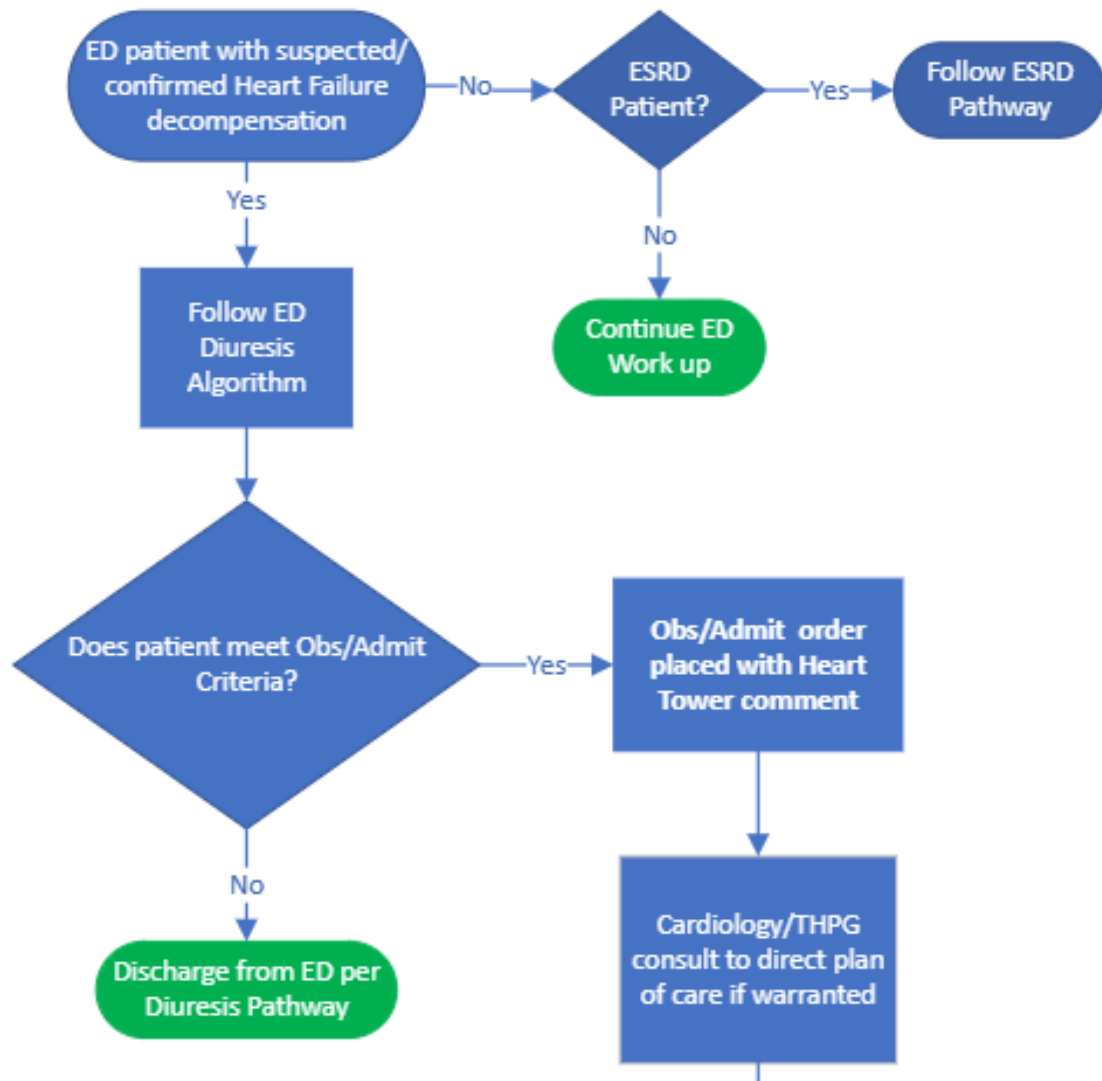 ED patient with suspected/
confirmed Heart Failure
decompensation
No
ESRD
Patient?
Yes
Follow ESRD
Pathway
Yes
No
Follow ED
Diuresis
Algorithm
Continue ED
Work up
Does patient meet Obs/Admit
Criteria?
Yes
Obs/Admit order
placed with Heart
Tower comment
No
Discharge from ED per
Diuresis Pathway
Cardiology/THPG
consult to direct plan
of care if warranted